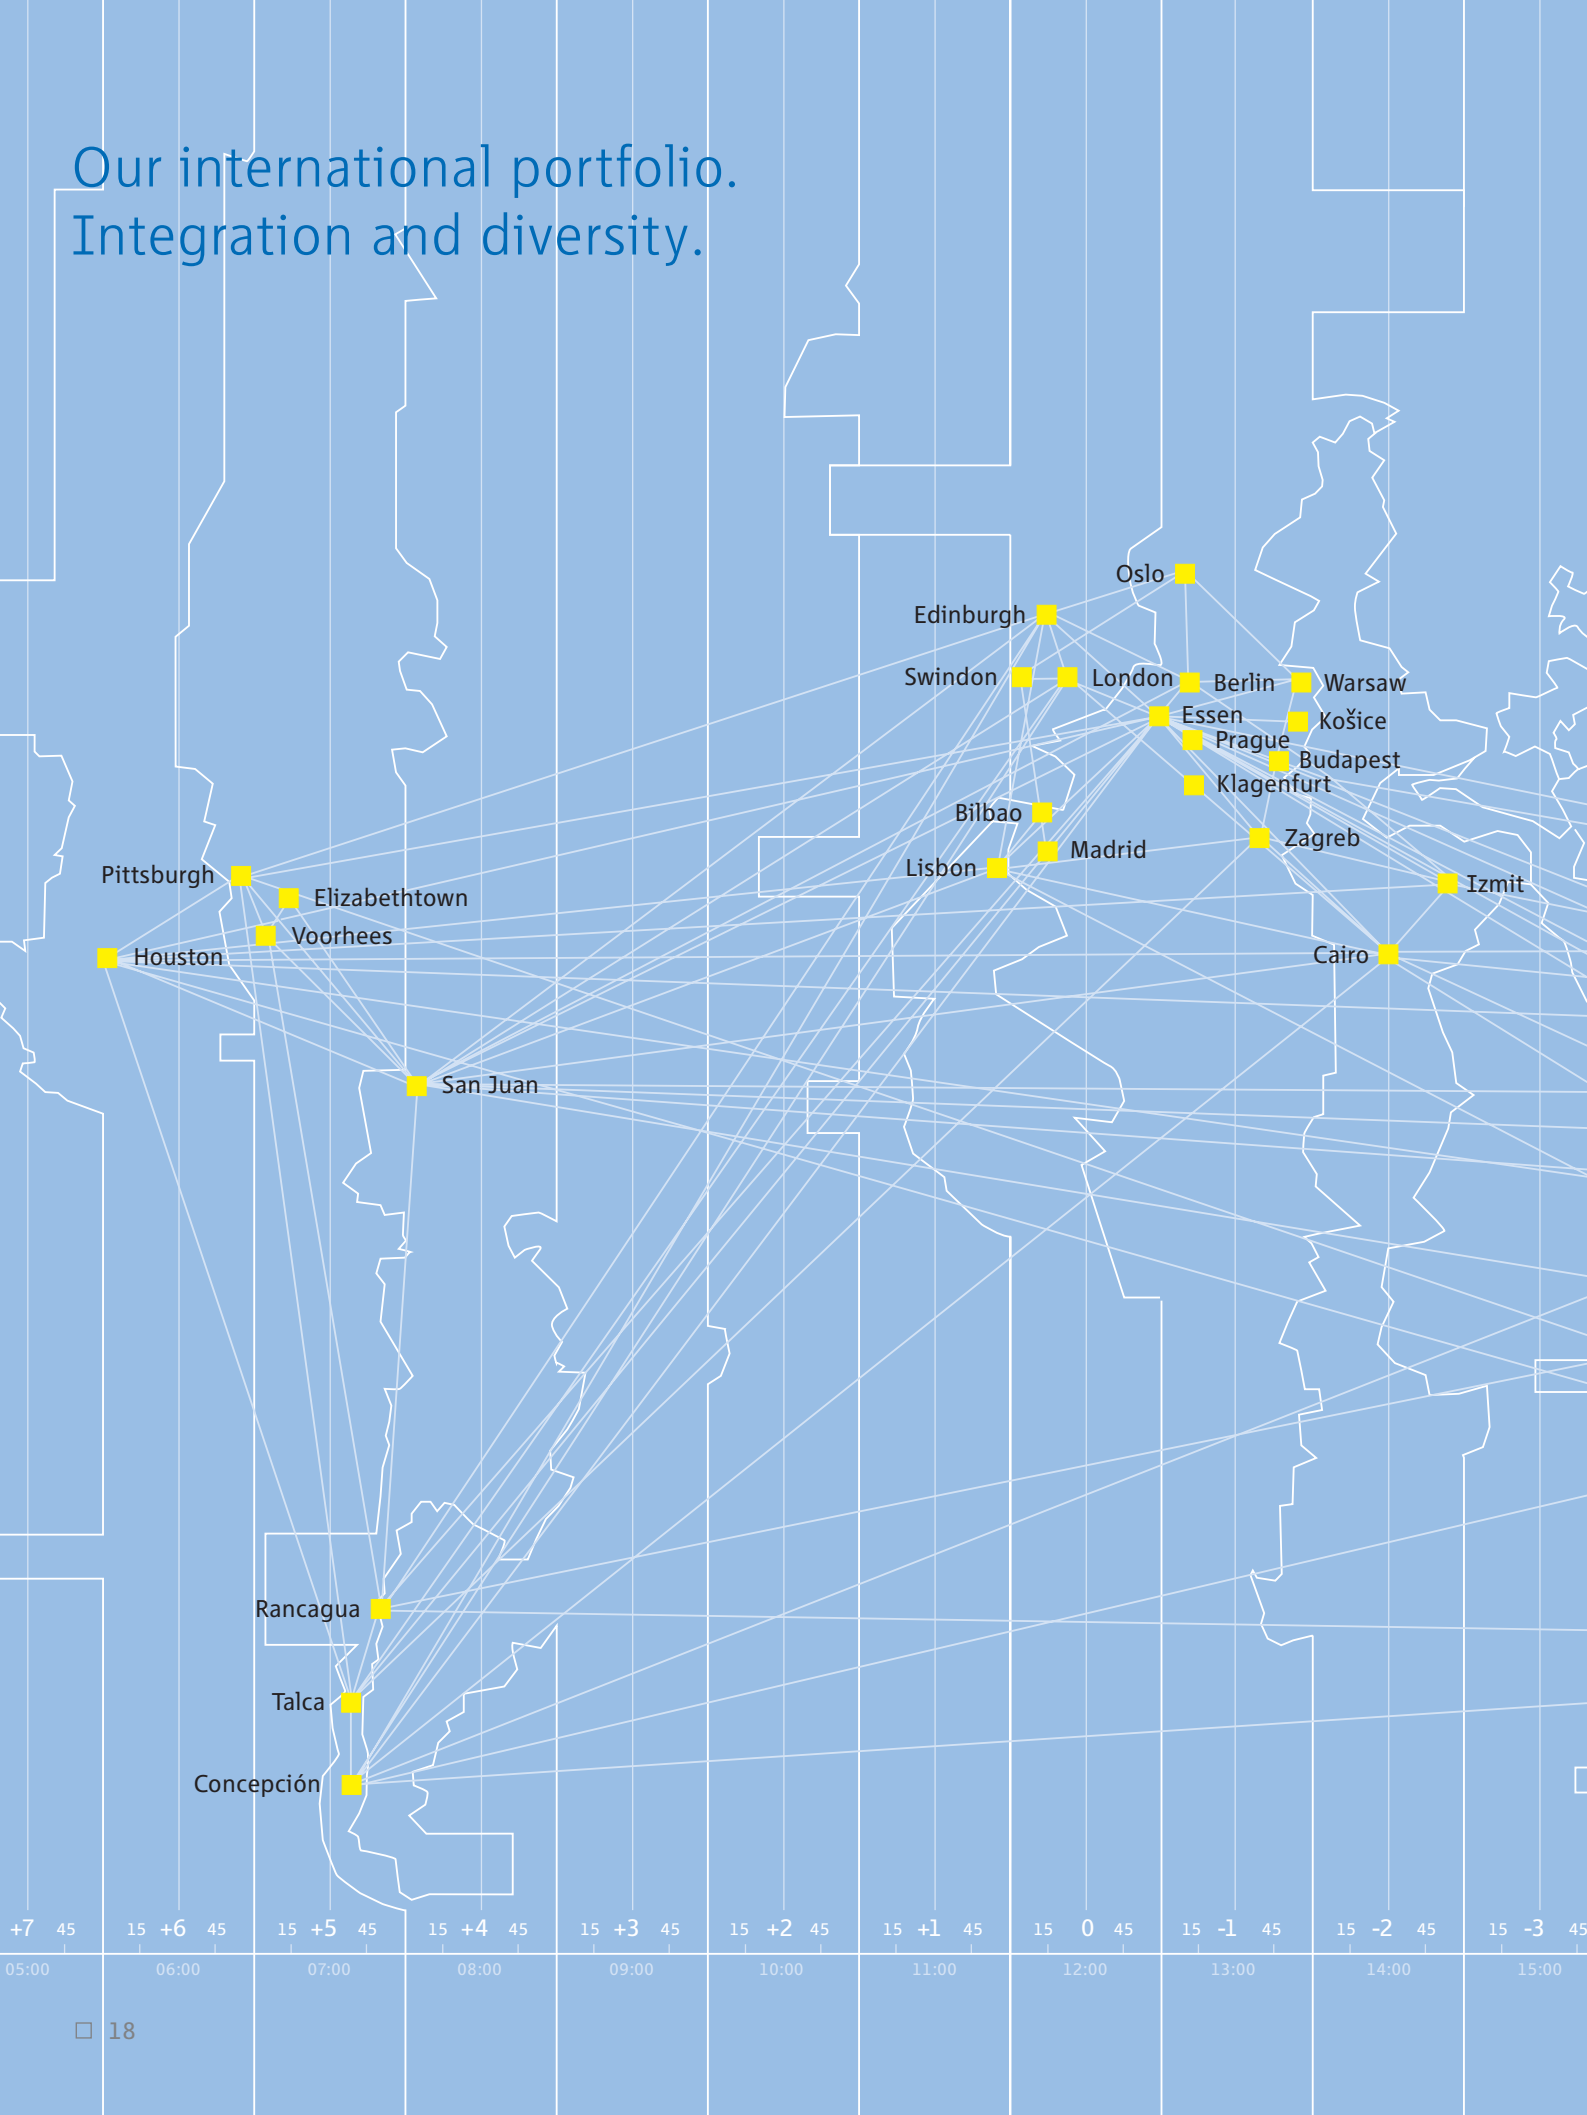 Our international portfolio.
Integration and diversity.
Oslo
Edinburgh
Swindon
London
Berlin
Warsaw
Essen
Košice
Prague
Budapest
Klagenfurt
Bilbao
Zagreb
Madrid
Lisbon
Pittsburgh
Izmit
Elizabethtown
Voorhees
Houston
Cairo
San Juan
Rancagua
Talca
Concepción
+7 45 15 +6 45 15 +5 45 15 +4 45 15 +3 45 15 +2 45 15 +1 45 15 0 45 15 -1 45 15 -2 45 15 -3 45
05:00 06:00 07:00 08:00 09:00 10:00 11:00 12:00 13:00 14:00 15:00
□ 18